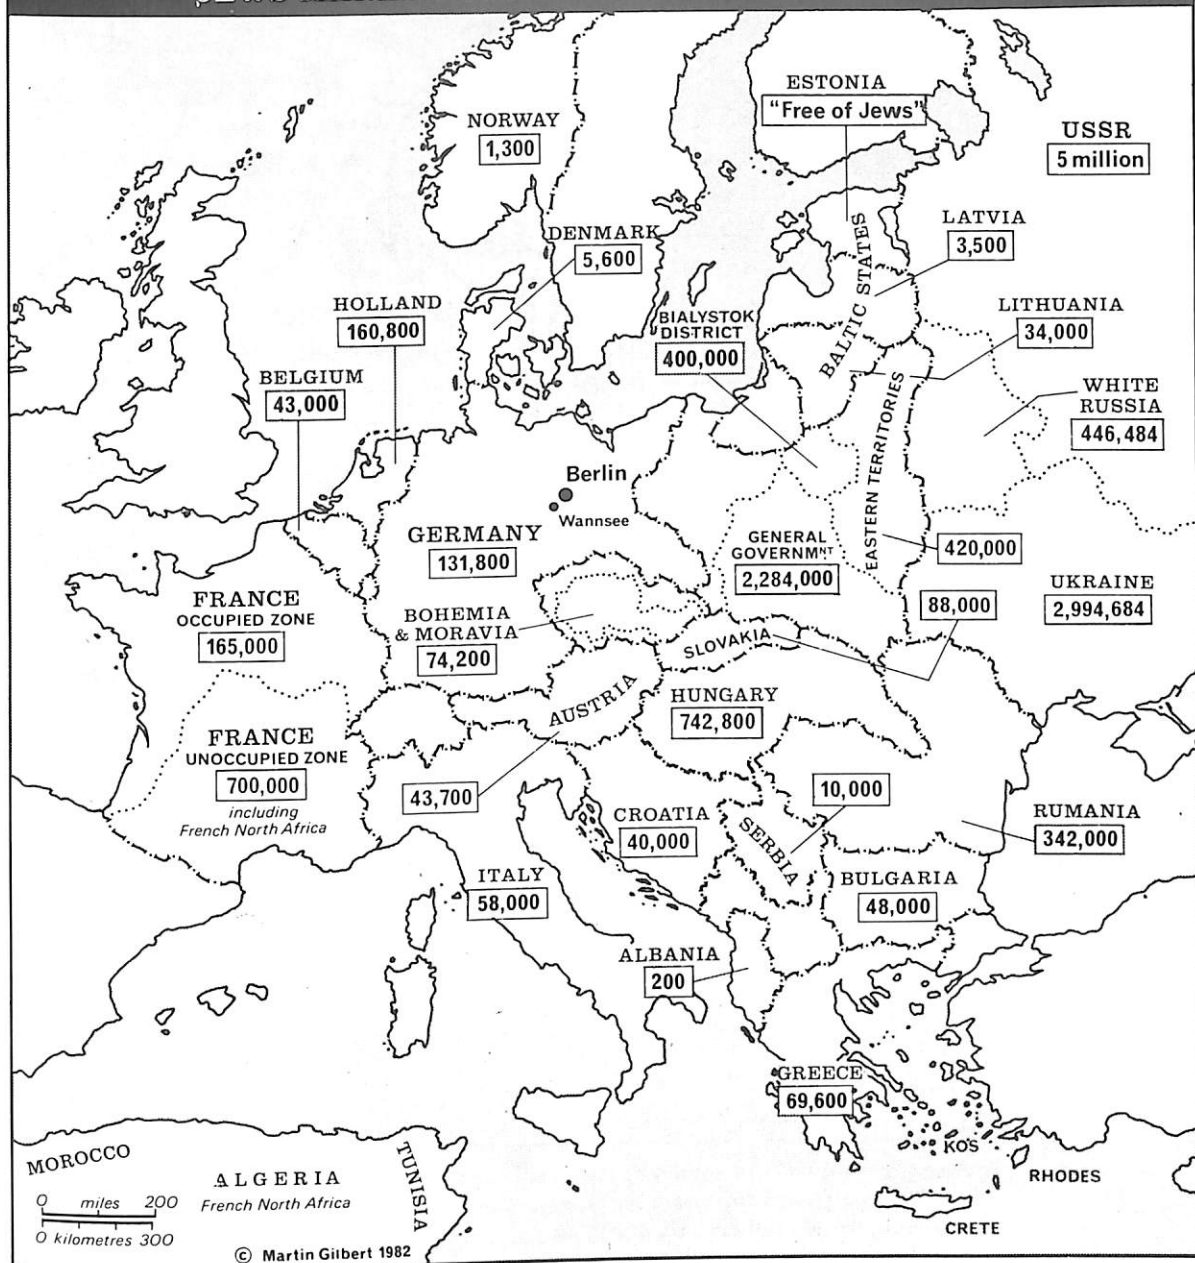 NORWAY
1,300
ESTONIA
"Free of Jews"
USSR
5 million
DENMARK
5,600
LATVIA
3,500
BALTIC STATES
HOLLAND
160,800
BIALYSTOK
DISTRICT
400,000
LITHUANIA
34,000
BELGIUM
43,000
WHITE
RUSSIA
446,484
EASTERN TERRITORIES
420,000
Berlin
Wannsee
GERMANY
131,800
GENERAL
GOVERNMNT
2,284,000
UKRAINE
2,994,684
FRANCE
OCCUPIED ZONE
165,000
BOHEMIA
& MORAVIA
74,200
88,000
SLOVAKIA
AUSTRIA
HUNGARY
742,800
FRANCE
UNOCCUPIED ZONE
700,000
including
French North Africa
43,700
10,000
CROATIA
40,000
SERBIA
RUMANIA
342,000
ITALY
58,000
BULGARIA
48,000
ALBANIA
200
GREECE
69,600
KOS
RHODES
CRETE
MOROCCO
ALGERIA
French North Africa
TUNISIA
0 miles 200
0 kilometres 300
© Martin Gilbert 1982